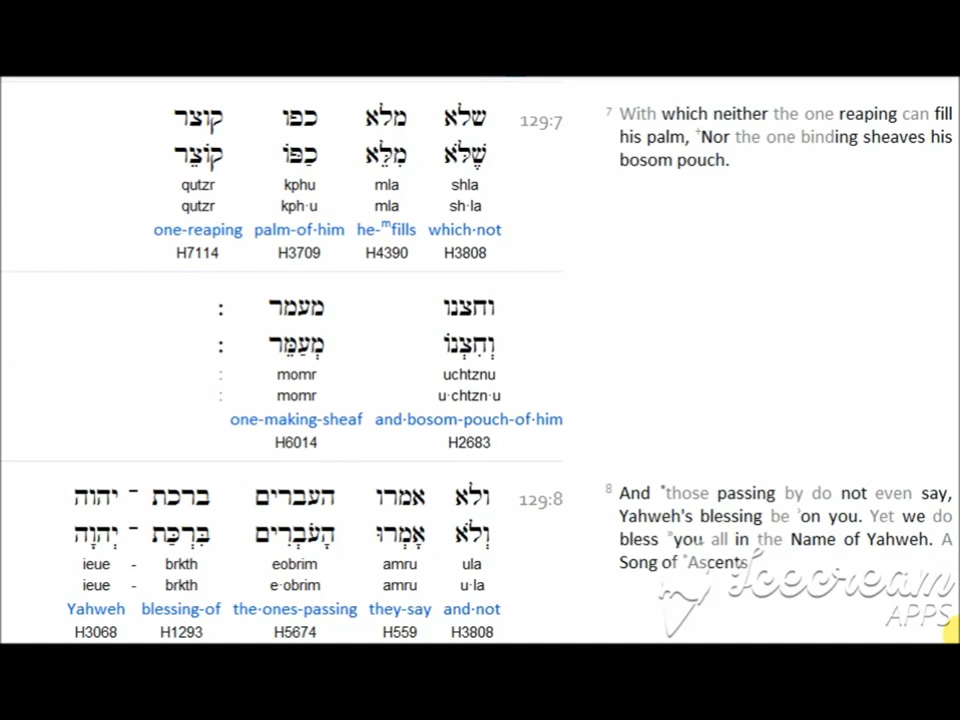 129:7 שלא מלא כפו קוצר
שֶׁלֹּא מִלֵּא כַפּוֹ קוֹצֵר
shla mla kphu qutzr
sh·la mla kph·u qutzr
which·not he-ᵐfills palm-of·him one-reaping
H3808 H4390 H3709 H7114
וחצנו מעמר :
וְחִצְנוֹ מְעַמֵּר :
uchtznu momr :
u·chtzn·u momr :
and·bosom-pouch-of·him one-making-sheaf
H2683 H6014
129:8 ולא אמרו העברים ברכת - יהוה
וְלֹא אָמְרוּ הָעֹבְרִים בִּרְכַּת - יְהוָה
ula amru eobrim brkth - ieue
u·la amru e·obrim brkth - ieue
and·not they-say the·ones-passing blessing-of Yahweh
H3808 H559 H5674 H1293 H3068
7 With which neither the one reaping can fill
his palm, +Nor the one binding sheaves his
bosom pouch.
8 And *those passing by do not even say,
Yahweh's blessing be on you. Yet we do
bless you all in the Name of Yahweh. A
Song of *Ascents
Icecream
APPS